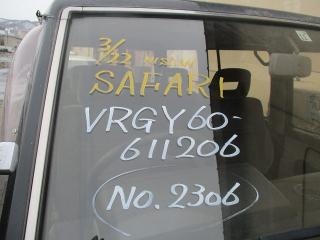 3/22 NISSAN
SAFARI
VRGY60-
611206
No. 2306